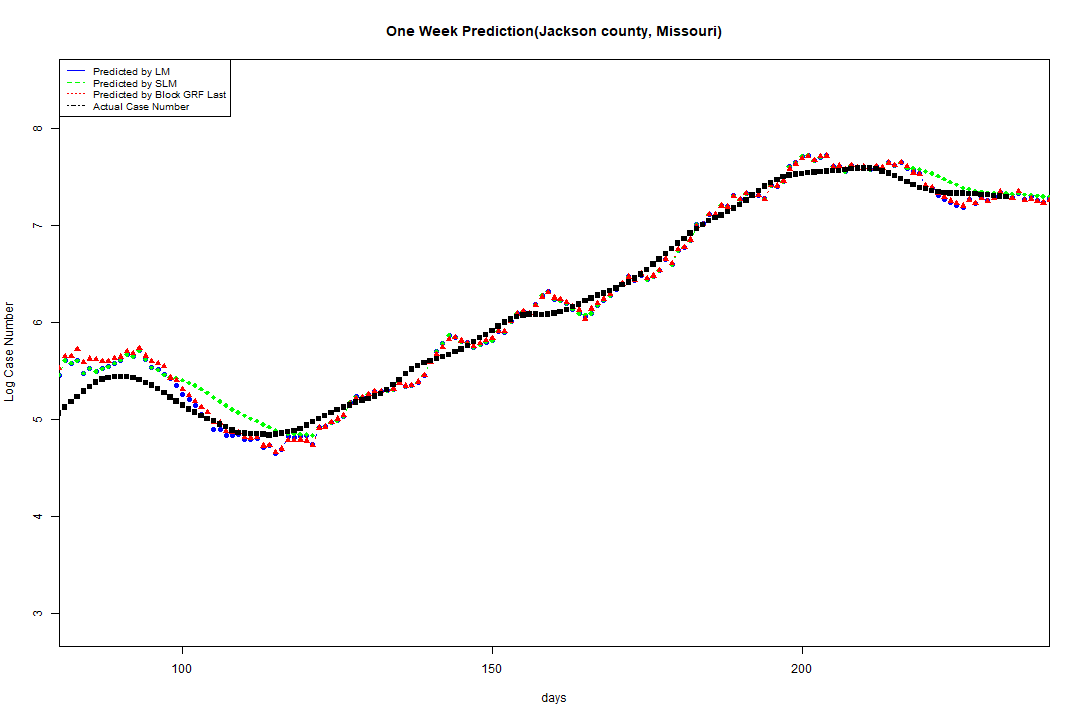 One Week Prediction(Jackson county, Missouri)
Predicted by LM
Predicted by SLM
Predicted by Block GRF Last
Actual Case Number
8
7
6
5
4
3
Log Case Number
100 150 200
days